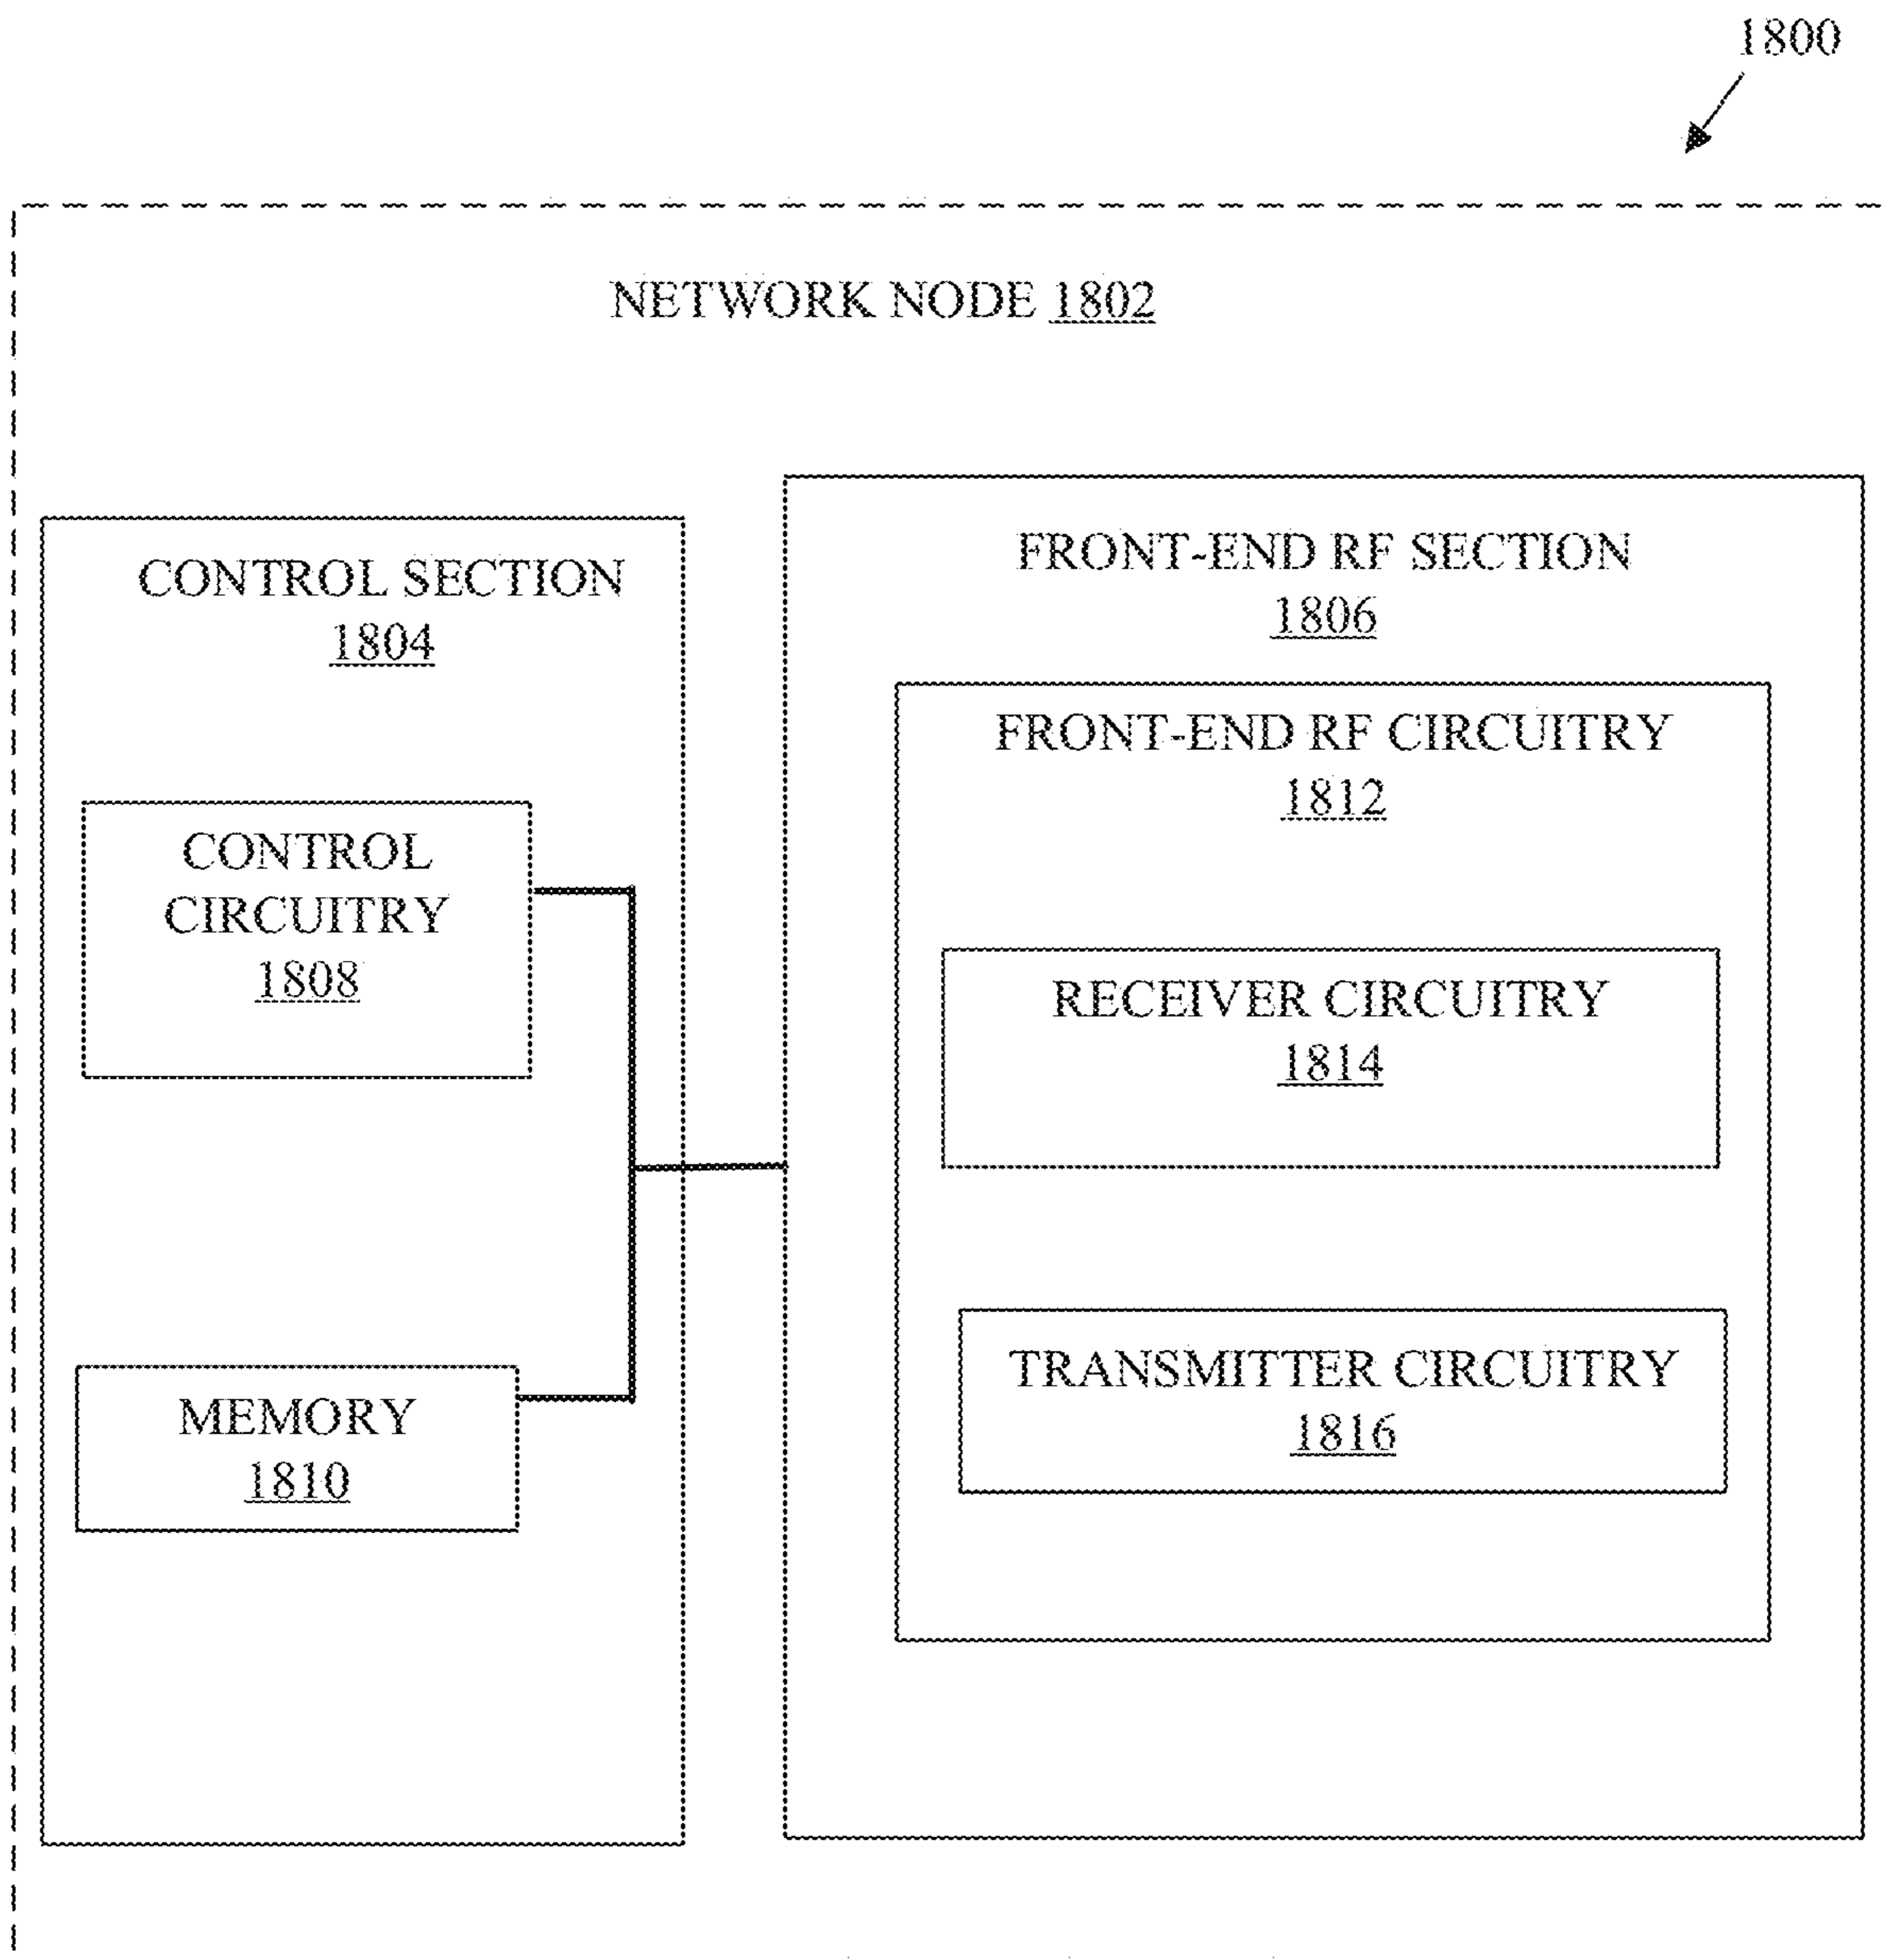 1800
NETWORK NODE 1802
CONTROL SECTION
1804
CONTROL
CIRCUITRY
1808
MEMORY
1810
FRONT-END RF SECTION
1806
FRONT-END RF CIRCUITRY
1812
RECEIVER CIRCUITRY
1814
TRANSMITTER CIRCUITRY
1816